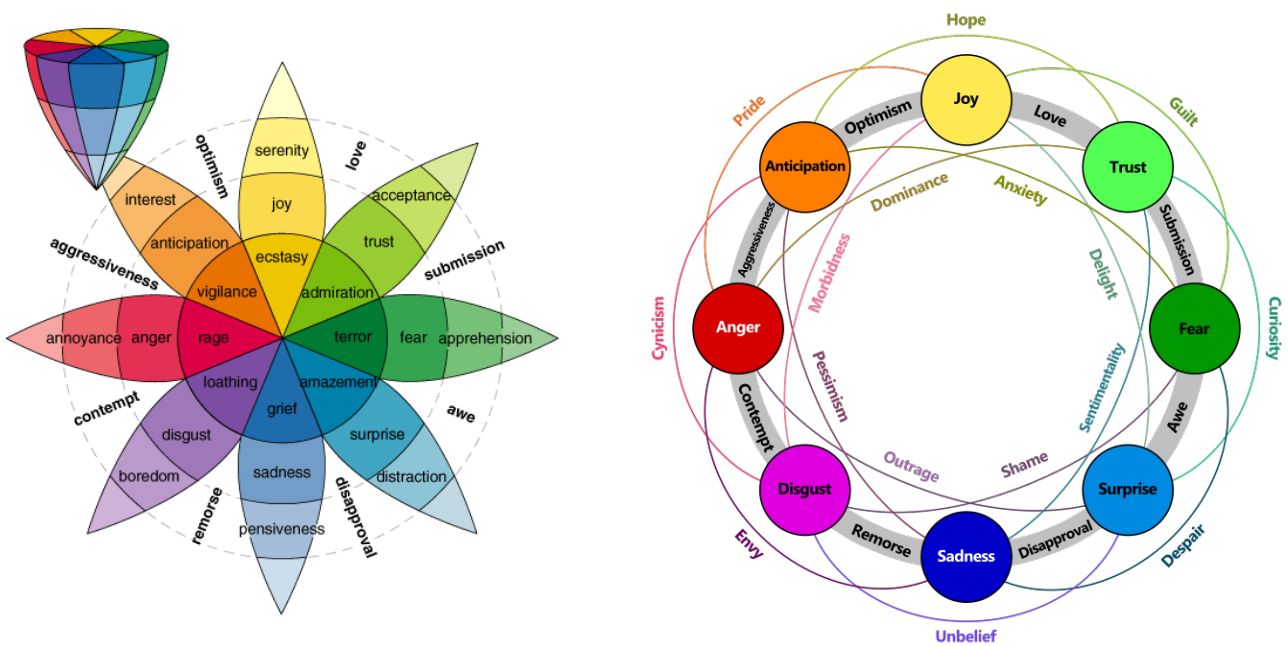 optimism
serenity
love
interest
joy
acceptance
anticipation
trust
aggressiveness
ecstasy
submission
vigilance
admiration
annoyance
anger
rage
terror
fear
apprehension
loathing
amazement
contempt
grief
awe
disgust
surprise
boredom
sadness
distraction
remorse
pensiveness
disapproval
Hope
Pride
Optimism
Joy
Love
Guilt
Anticipation
Trust
Dominance
Anxiety
Aggressiveness
Submission
Morbidness
Delight
Cynicism
Anger
Fear
Curiosity
Pessimism
Sentimentality
Contempt
Awe
Outrage
Shame
Disgust
Surprise
Envy
Remorse
Sadness
Disapproval
Despair
Unbelief